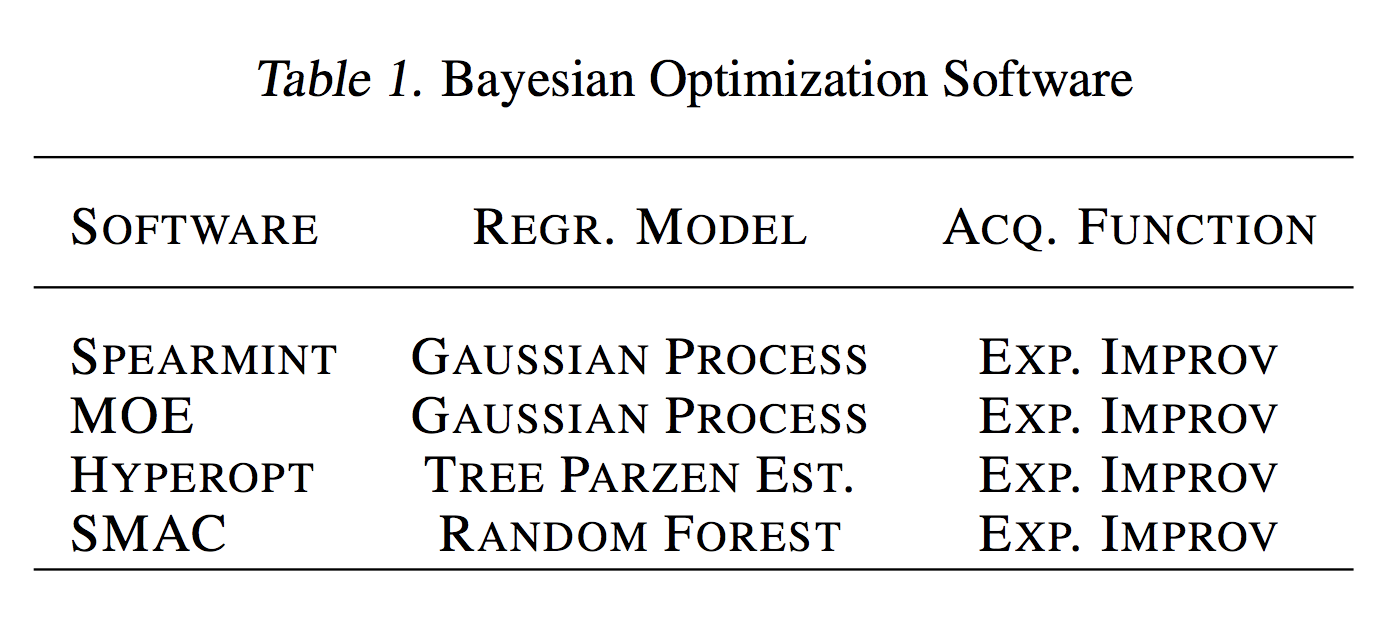 Table 1. Bayesian Optimization Software
SOFTWARE REGR. MODEL ACQ. FUNCTION
SPEARMINT GAUSSIAN PROCESS EXP. IMPROV
MOE GAUSSIAN PROCESS EXP. IMPROV
HYPEROPT TREE PARZEN EST. EXP. IMPROV
SMAC RANDOM FOREST EXP. IMPROV